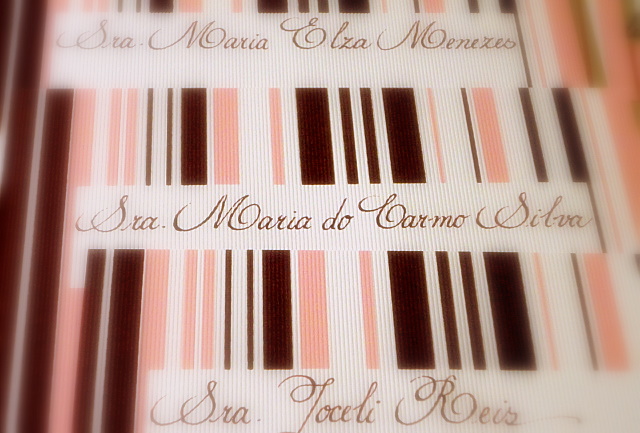 Sra. Maria Elza Menezes
Sra. Maria do Carmo Silva
Sra. Joceli Reis